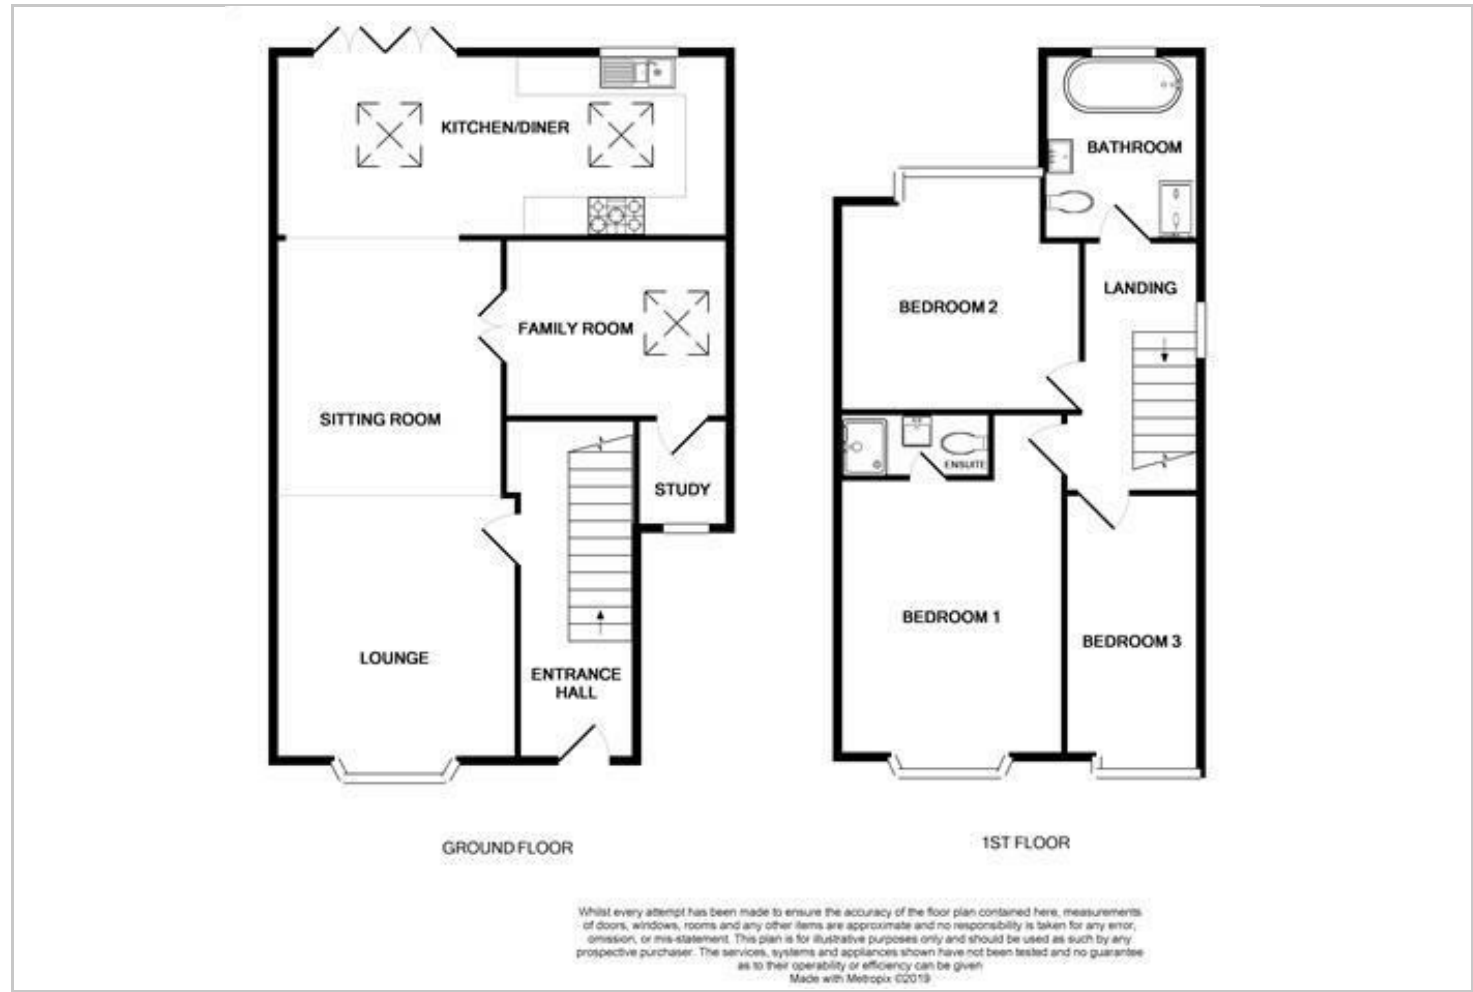 KITCHEN/DINER
FAMILY ROOM
SITTING ROOM
STUDY
LOUNGE
ENTRANCE
HALL
GROUND FLOOR
BATHROOM
LANDING
BEDROOM 2
ENSUITE
BEDROOM 1
BEDROOM 3
1ST FLOOR
Whilst every attempt has been made to ensure the accuracy of the floor plan contained here, measurements
of doors, windows, rooms and any other items are approximate and no responsibility is taken for any error,
omission, or mis-statement. This plan is for illustrative purposes only and should be used as such by any
prospective purchaser. The services, systems and appliances shown have not been tested and no guarantee
as to their operability or efficiency can be given
Made with Metropix ©2019